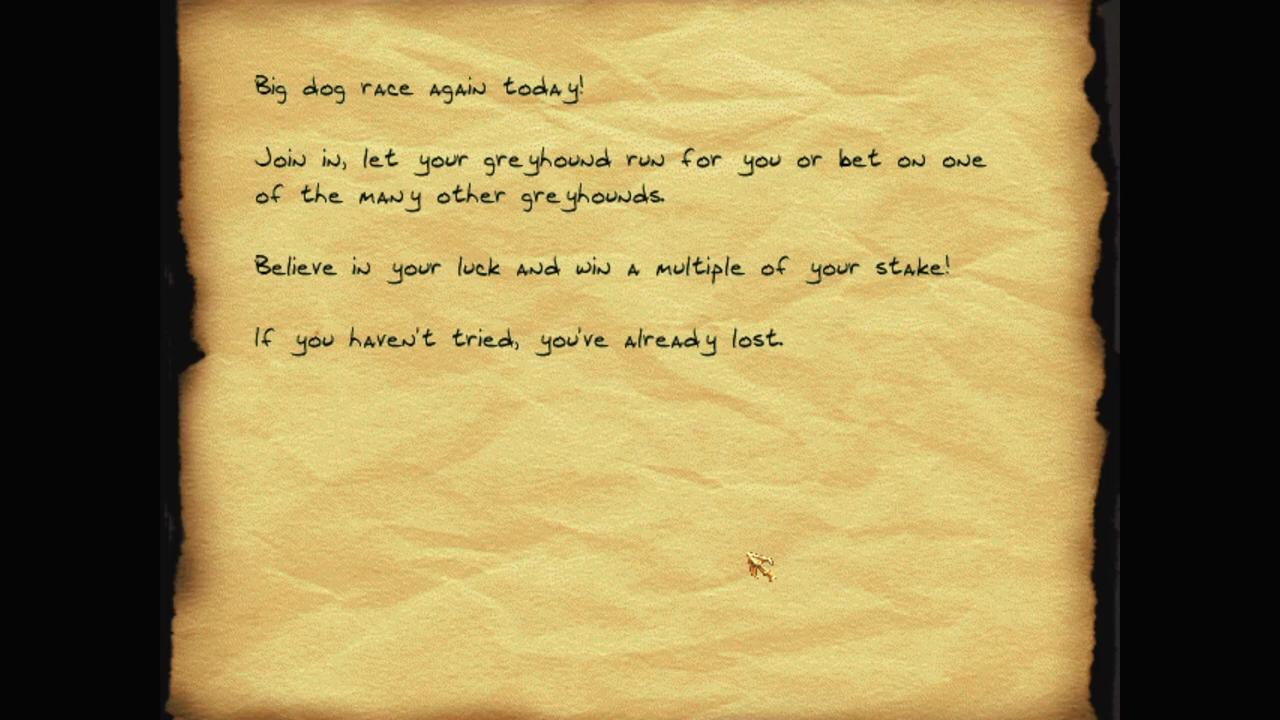 Big dog race again today!
Join in, let your greyhound run for you or bet on one
of the many other greyhounds.
Believe in your luck and win a multiple of your stake!
If you haven't tried, you've already lost.